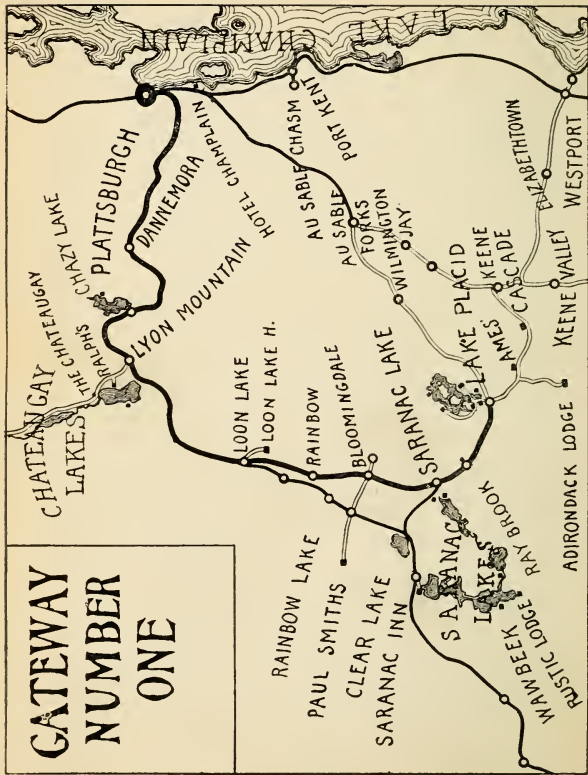 GATEWAY
NUMBER
ONE
LAKE
CHAMPLAIN
LAKE
CHATEAUGAY
LAKES
THE CHATEAUGAY
RALPH'S
CHAZY LAKE
PLATTSBURGH
DANNEMORA
LYON MOUNTAIN
HOTEL CHAMPLAIN
AU SABLE CHASM
PORT KENT
AU SABLE
FORKS
WILMINGTON
JAY
LOON LAKE
LOON LAKE H.
RAINBOW
BLOOMINGDALE
SARANAC LAKE
LAKE PLACID
AMES'
KEENE
CASCADE
ELIZABETHTOWN
WESTPORT
KEENE VALLEY
ADIRONDACK LODGE
RAINBOW LAKE
PAUL SMITHS
CLEAR LAKE
SARANAC INN
SARANAC
LAKES
RAY BROOK
WAWBEEK
RUSTIC LODGE